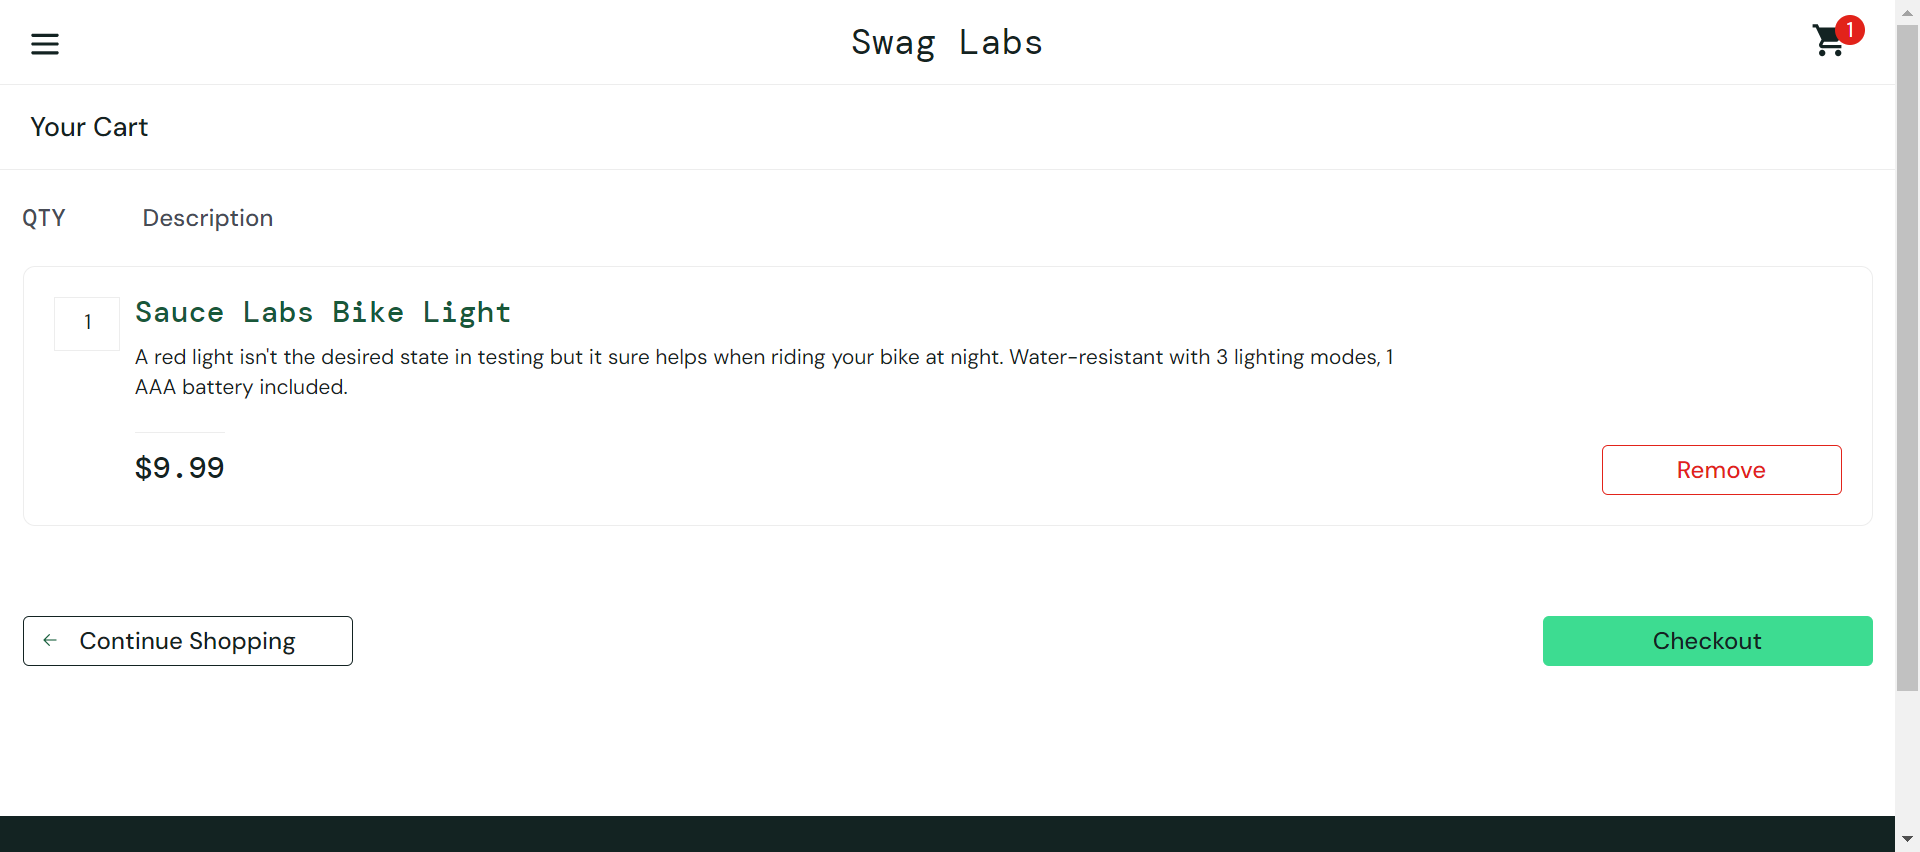 Swag Labs
1
Your Cart
QTY Description
1
Sauce Labs Bike Light
A red light isn't the desired state in testing but it sure helps when riding your bike at night. Water-resistant with 3 lighting modes, 1
AAA battery included.
$9.99
Remove
Continue Shopping
Checkout